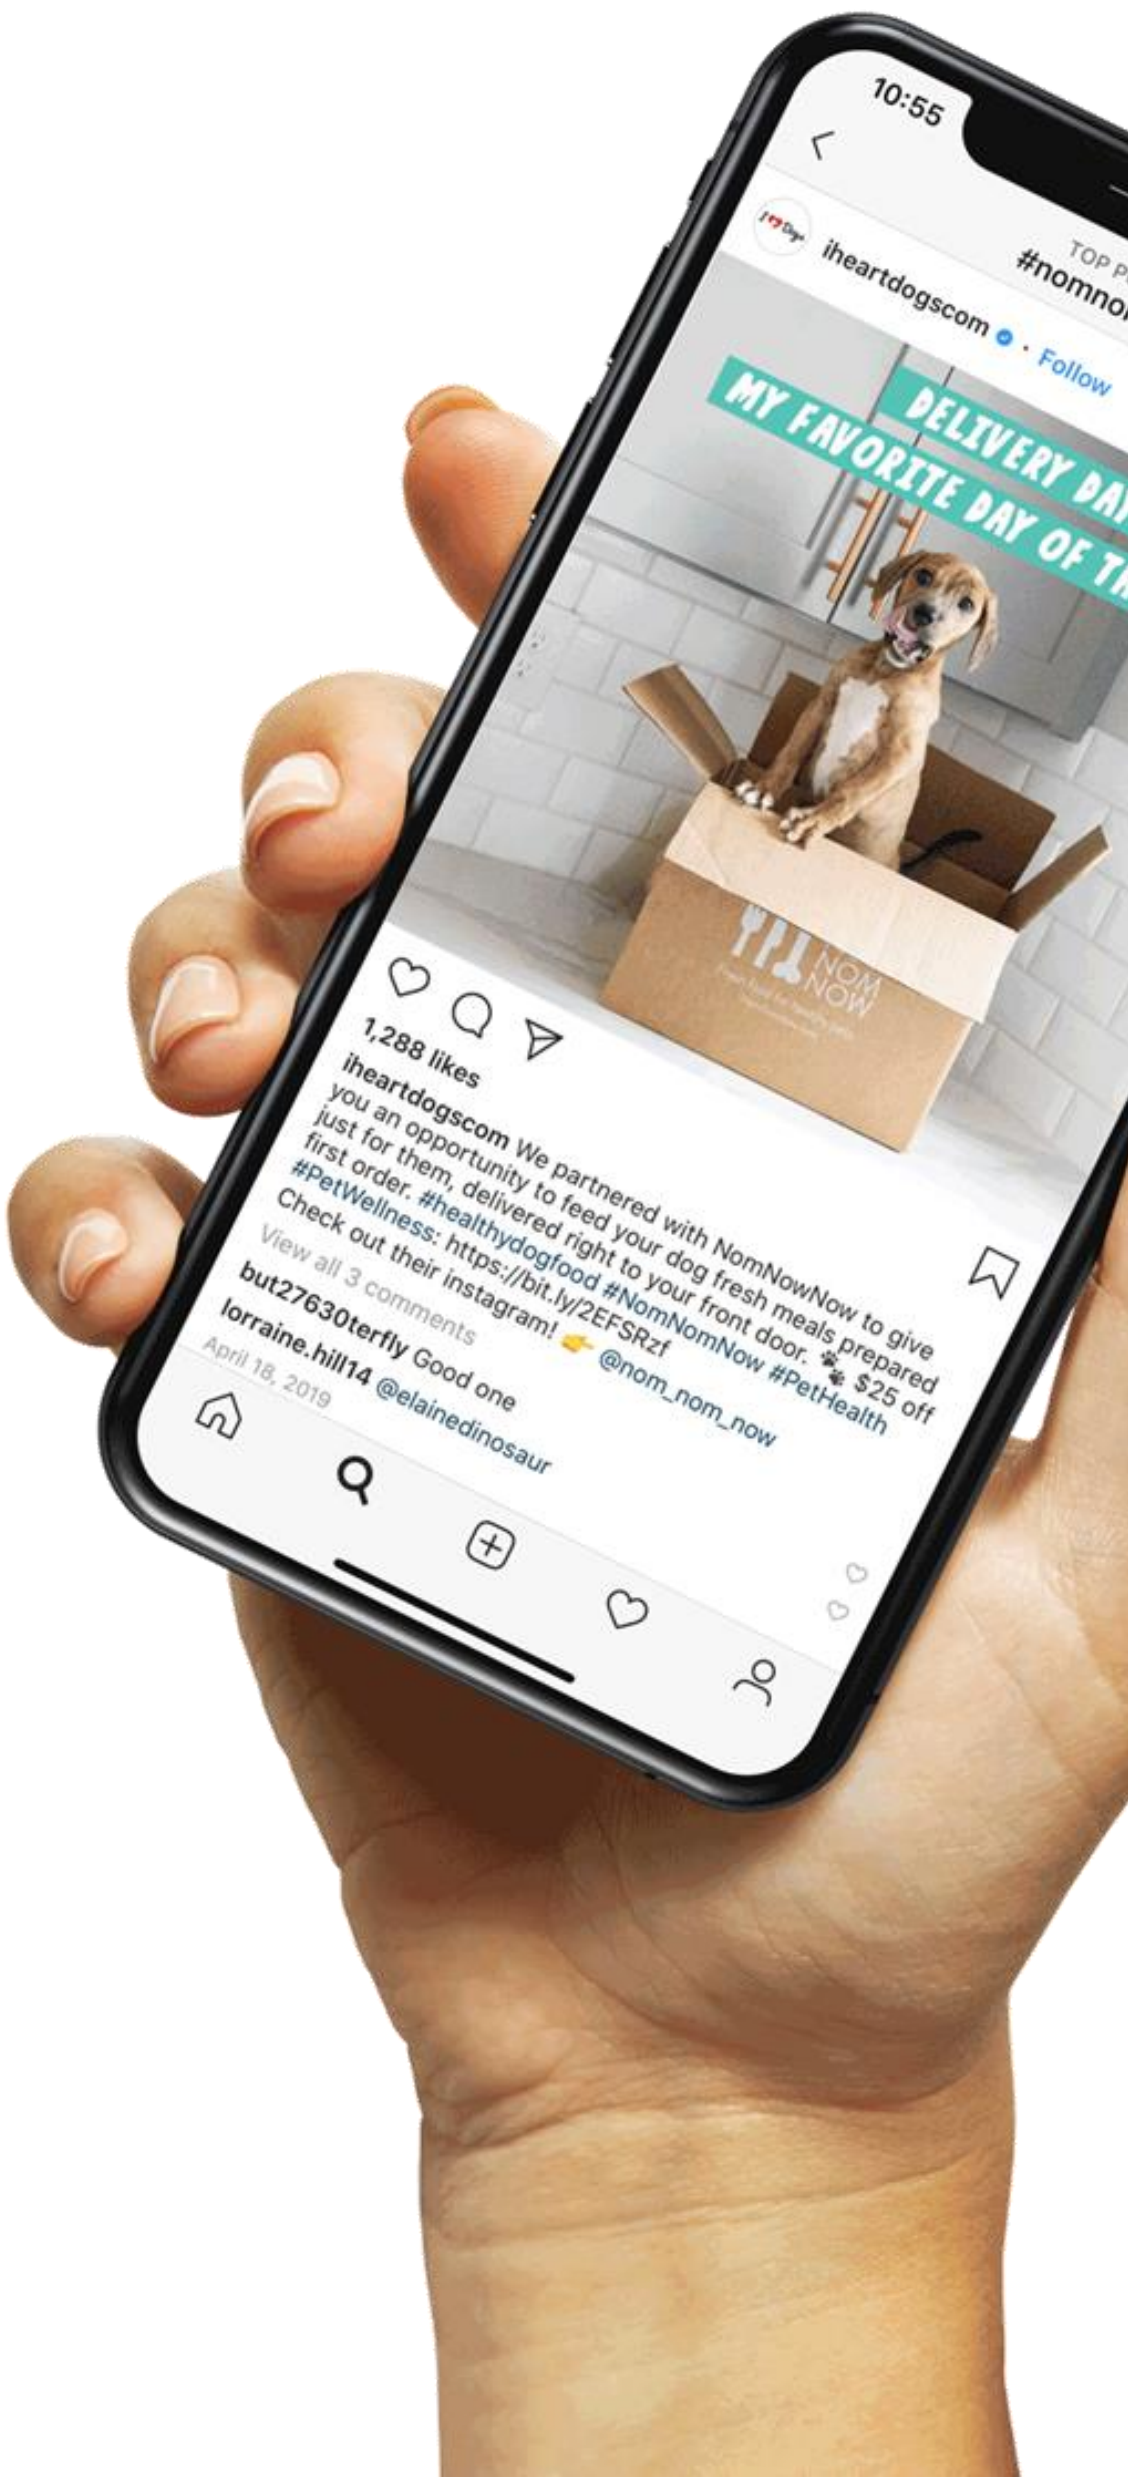 10:55
TOP P
#nomno
I Dogs
iheartdogscom · Follow
DELIVERY DAY
MY FAVORITE DAY OF TH
NOM
NOW
1,288 likes
iheartdogscom We partnered with NomNowNow to give
you an opportunity to feed your dog fresh meals prepared
just for them, delivered right to your front door. 🐾 $25 off
first order. #healthydogfood #NomNomNow #PetHealth
#PetWellness: https://bit.ly/2EFSRzf
Check out their instagram! 👉 @nom_nom_now
View all 3 comments
but27630terfly Good one
lorraine.hill14 @elainedinosaur
April 18, 2019